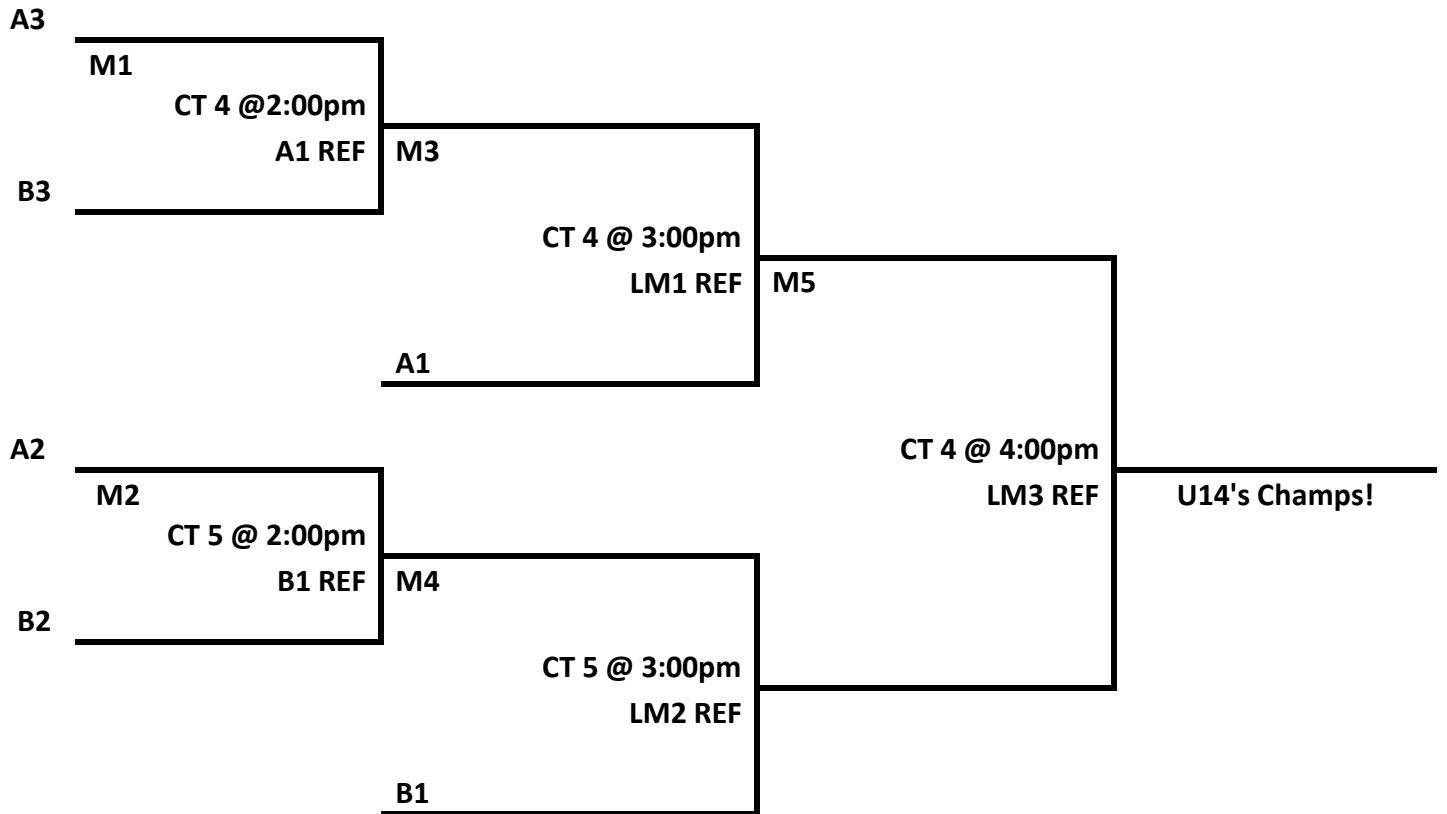 A3
M1
CT 4 @2:00pm
A1 REF
M3
B3
CT 4 @ 3:00pm
LM1 REF
M5
A1
A2
CT 4 @ 4:00pm
M2
LM3 REF
U14's Champs!
CT 5 @ 2:00pm
B1 REF
M4
B2
CT 5 @ 3:00pm
LM2 REF
B1